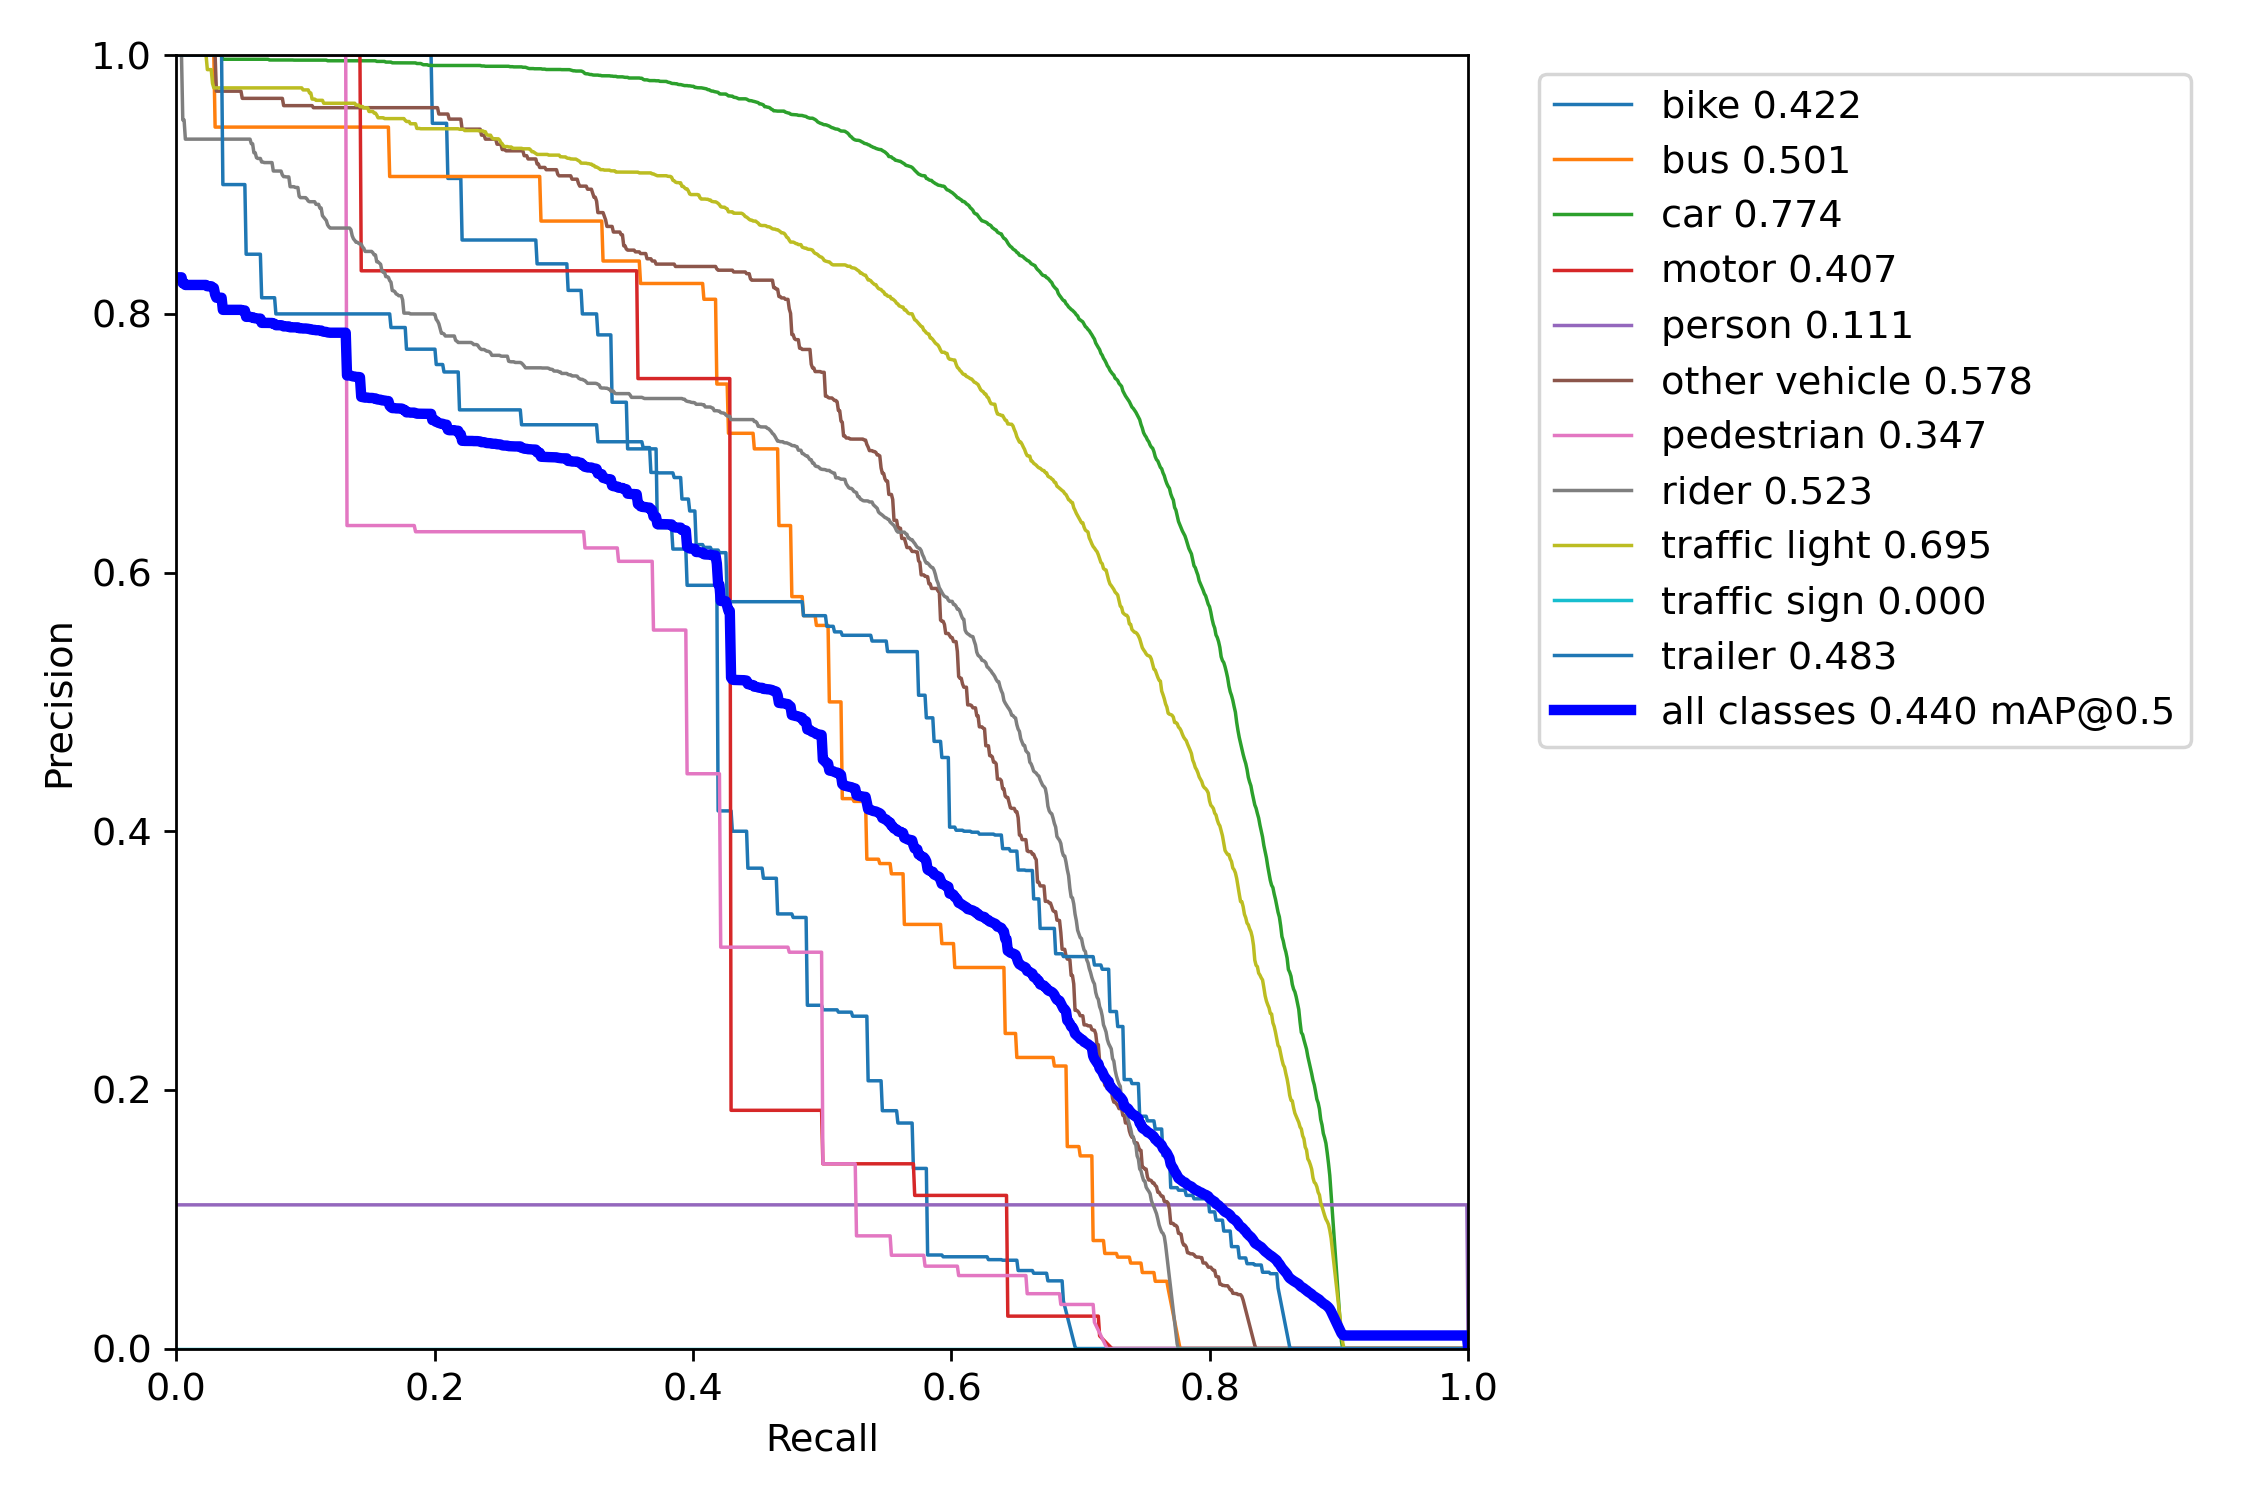 1.0
0.8
0.6
0.4
0.2
0.0
0.0 0.2 0.4 0.6 0.8 1.0
Precision
Recall
bike 0.422
bus 0.501
car 0.774
motor 0.407
person 0.111
other vehicle 0.578
pedestrian 0.347
rider 0.523
traffic light 0.695
traffic sign 0.000
trailer 0.483
all classes 0.440 mAP@0.5